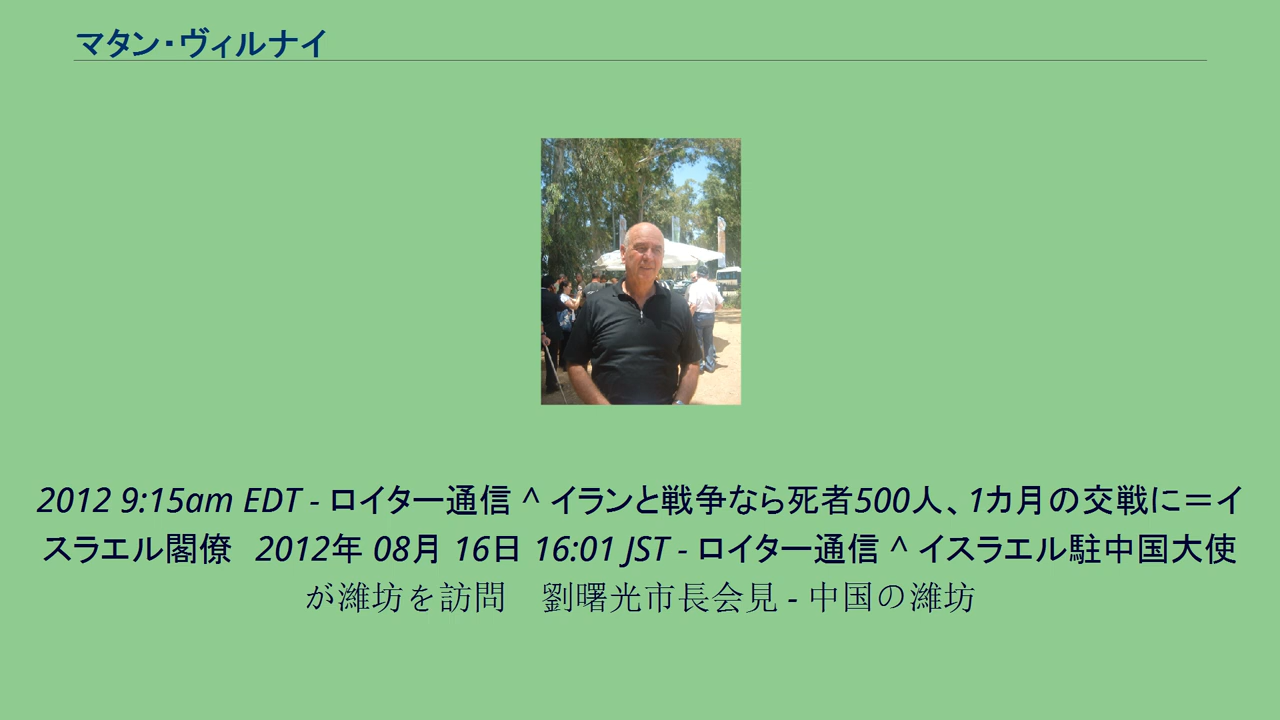 マタン・ヴィルナイ
2012 9:15am EDT - ロイター通信 ^ イランと戦争なら死者500人、1カ月の交戦に＝イ
スラエル閣僚　2012年 08月 16日 16:01 JST - ロイター通信 ^ イスラエル駐中国大使
が濰坊を訪問　劉曙光市長会見 - 中国の濰坊